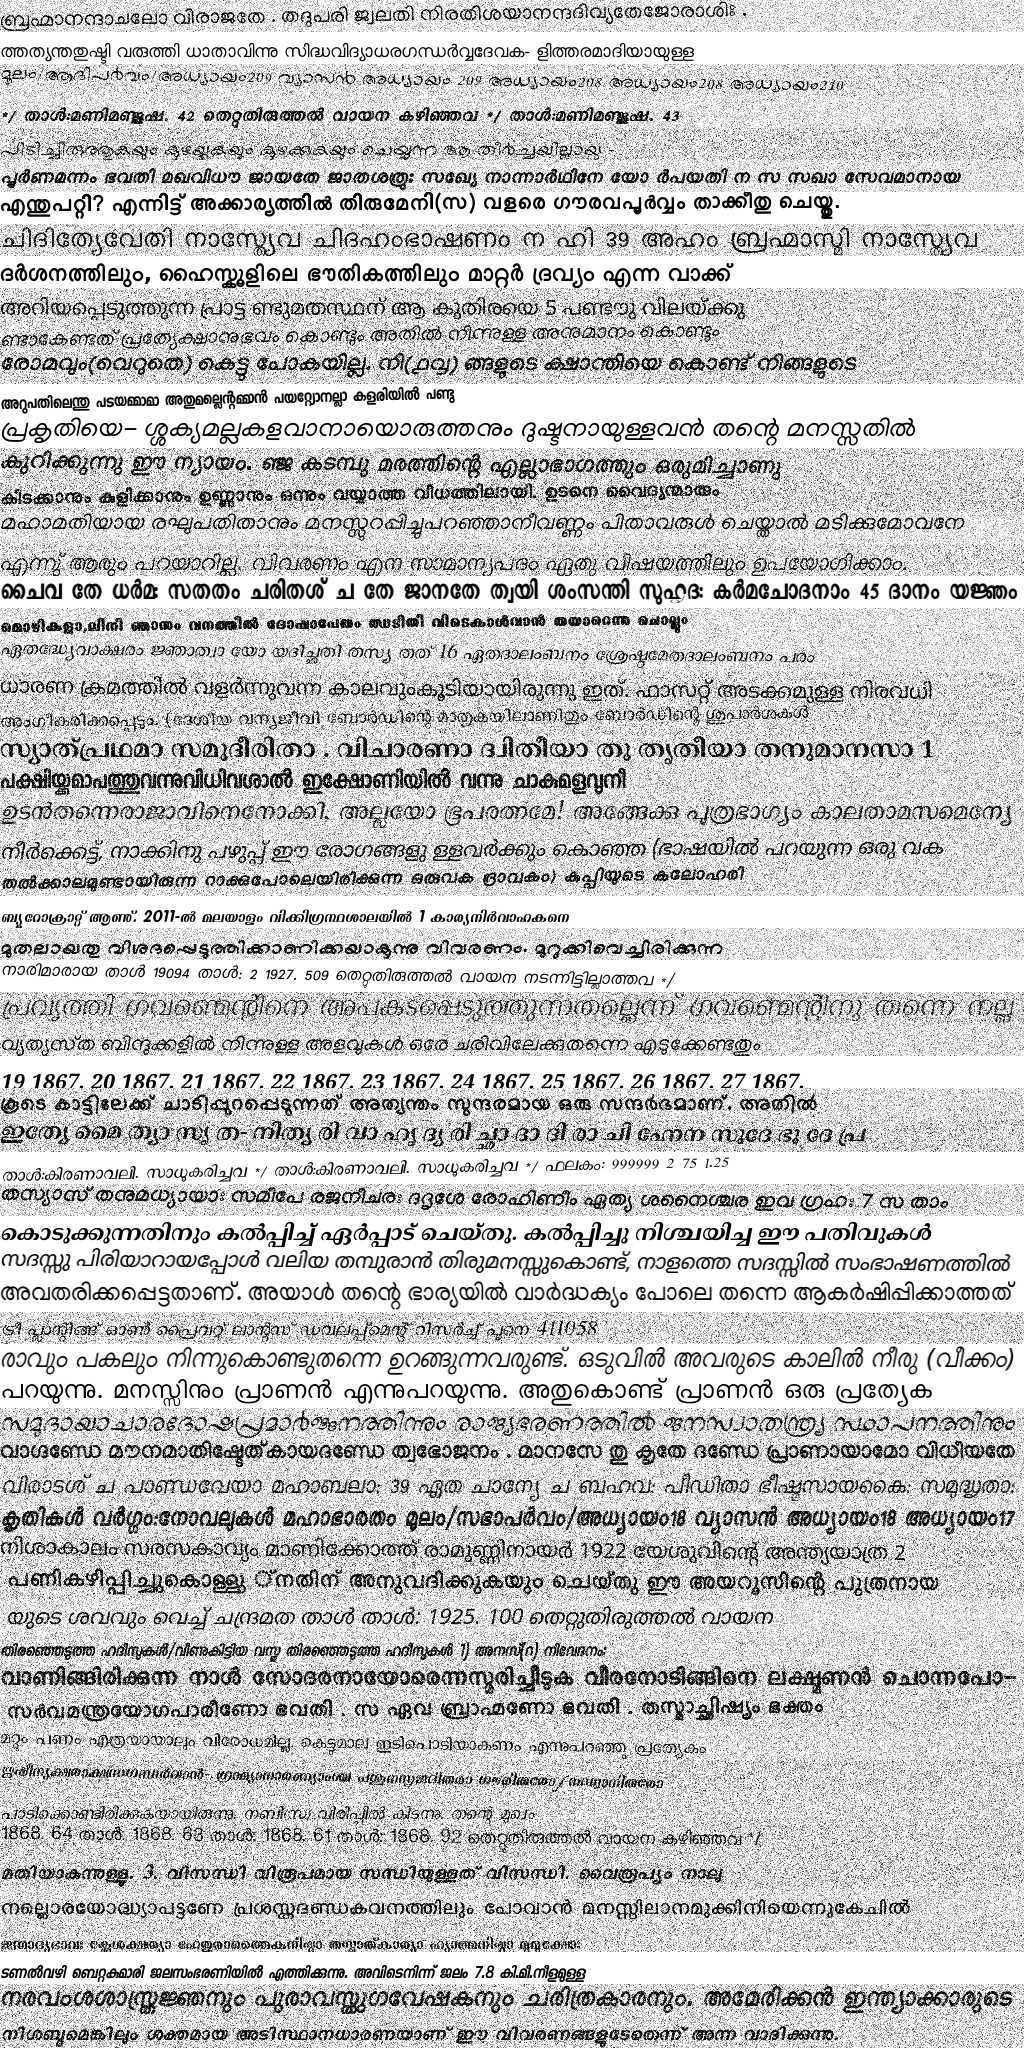 ബ്രഹ്മാനന്ദാചലോ വിരാജതേ . തദുപരി ജ്വലതി നിരതിശയാനന്ദദിവ്യതേജോരാശിഃ .
ത്തത്യന്തതുഷ്ടി വരുത്തി ധാതാവിന്നു സിദ്ധവിദ്യാധരഗന്ധർവ്വദേവക- ളിത്തരമാദിയായുള്ള
മൂലം/ആദിപർവം/അധ്യായം209 വ്യാസൻ അധ്യായം 209 അധ്യായം208 അധ്യായം208 അധ്യായം210
*/ താൾ:മണിമഞ്ജുഷ. 42 തെറ്റുതിരുത്തൽ വായന കഴിഞ്ഞവ */ താൾ:മണിമഞ്ജുഷ. 43
പിടിച്ചിരുത്തുകയും കുഴയ്ക്കുകയും കുഴക്കുകയും ചെയ്യുന്ന ആ തീർച്ചയില്ലായ -
പൂർണമന്നം ഭവതി മഖവിധൗ ജായതേ ജാതശത്രുഃ സഖ്യേ നാന്നാർഥിനേ യോ ർപയതി ന സ സഖാ സേവമാനായ
എന്തുപറ്റി? എന്നിട്ട് അക്കാര്യത്തിൽ തിരുമേനി(സ) വളരെ ഗൗരവപൂർവ്വം താക്കീതു ചെയ്തു.
ചിദിത്യേവേതി നാസ്ത്യേവ ചിദഹംഭാഷണം ന ഹി 39 അഹം ബ്രഹ്മാസ്മി നാസ്ത്യേവ
ദർശനത്തിലും, ഹൈസ്ക്കൂളിലെ ഭൗതികത്തിലും മാറ്റർ ദ്രവ്യം എന്ന വാക്ക്
അറിയപ്പെടുത്തുന്ന പ്രാട്ട ണ്ടുമതസ്ഥന് ആ കുതിരയെ 5 പണ്ടൗു വിലയ്ക്കു
ണ്ടാകേണ്ടത് പ്രത്യേക്ഷാനുഭവം കൊണ്ടും അതിൽ നിന്നുള്ള അനുമാനം കൊണ്ടും
രോമവും(വെറുതെ) കെട്ടു പോകയില്ല. നി(൧൨) ങ്ങളുടെ ക്ഷാന്തിയെ കൊണ്ട് നിങ്ങളുടെ
അറുപതിലെന്തു പടയമ്മാമാ അതുമല്ലെന്റമ്മാൻ പയറ്റോനല്ലാ കളരിയിൽ പണ്ടു
പ്രകൃതിയെ– ശ്ശക്യമല്ലകളവാനായൊരുത്തനും ദുഷ്ടനായുള്ളവൻ തന്റെ മനസ്സതിൽ
കുറിക്കുന്നു ഈ ന്യായം. ഞ്ജ കടമ്പു മരത്തിന്റെ എല്ലാഭാഗത്തും ഒരുമിച്ചാണു
കിടക്കാനും കുളിക്കാനും ഉണ്ണാനും ഒന്നും വയ്യാത്ത വീധത്തിലായി. ഉടനെ വൈദ്യന്മാരും
മഹാമതിയായ രഘുപതിതാനും മനസ്സുറപ്പിച്ചുപറഞ്ഞാനീവണ്ണം പിതാവരുൾ ചെയ്താൽ മടിക്കുമോവനേ
എന്ന് ആരും പറയാറില്ല. വിവരണം എന സാമാന്യപദം ഏതു വിഷയത്തിലും ഉപയോഗിക്കാം.
ചൈവ തേ ധർമഃ സതതം ചരിതശ് ച തേ ജാനതേ ത്വയി ശംസന്തി സുഹൃദഃ കർമചോദനാം 45 ദാനം യജ്ഞം
മൊഴികളാ,ലീനി ഞാനും വനത്തിൽ ദോഷാപേതം ഝടിതി വിടെകാൾവാൻ തയാറെന്നു ചൊല്ലും
ഏതദ്ധ്യേവാക്ഷരം ജ്ഞാത്വാ യോ യദിച്ഛതി തസ്യ തത് 16 ഏതദാലംബനം ശ്രേഷ്ഠമേതദാലംബനം പരം
ധാരണ ക്രമത്തിൽ വളർന്നുവന്ന കാലവുംകൂടിയായിരുന്നു ഇത്. ഫാസറ്റ് അടക്കമുള്ള നിരവധി
അംഗീകരിക്കപ്പെടും. (ദേശീയ വന്യജീവി ബോർഡിന്റെ മാതൃകയിലാണിതും ബോർഡിന്റെ ശുപാർശകൾ
സ്യാത്പ്രഥമാ സമുദീരിതാ . വിചാരണാ ദ്വിതീയാ തു തൃതീയാ തനുമാനസാ 1
പക്ഷിയ്ക്കുമാപത്തുവന്നുവിധിവശാൽ ഇക്ഷോണിയിൽ വന്നു ചാകുമളവുനീ
ഉടൻതന്നെരാജാവിനെനോക്കി. അല്ലയോ ഭൂപരത്നമേ! അങ്ങേക്കു പുത്രഭാഗ്യം കാലതാമസമെന്യേ
നീർക്കെട്ട്, നാക്കിനു പഴുപ്പ് ഈ രോഗങ്ങളു ള്ളവർക്കും കൊഞ്ഞ (ഭാഷയിൽ പറയുന്ന ഒരു വക
തൽക്കാലമുണ്ടായിരുന്ന റാക്കുപോലെയിരിക്കുന്ന ഒരുവക ദ്രാവകം) കുപ്പിയുടെ കലോഹരി
ബ്യൂറോക്രാറ്റ് ആണ്. 2011-ൽ മലയാളം വിക്കിഗ്രന്ഥശാലയിൽ 1 കാര്യനിർവാഹകനെ
മുതലായതു വിശദപ്പെടുത്തിക്കാണിക്കയാകുന്നു വിവരണം. മുറുക്കിവെച്ചിരിക്കുന്ന
നാരിമാരായ താൾ 19094 താൾ: 2 1927. 509 തെറ്റുതിരുത്തൽ വായന നടന്നിട്ടില്ലാത്തവ */
പ്രവ്യത്തി ഗവണ്മെന്റിനെ അപകടപ്പെടുത്തുന്നതല്ലെന്ന് ഗവണ്മെന്റിനു തന്നെ നല്ല
വ്യത്യസ്ത ബിന്ദുക്കളിൽ നിന്നുള്ള അളവുകൾ ഒരേ ചരിവിലേക്കുതന്നെ എടുക്കേണ്ടതും
19 1867. 20 1867. 21 1867. 22 1867. 23 1867. 24 1867. 25 1867. 26 1867. 27 1867.
കൂടെ കാട്ടിലേക്ക് ചാടിപ്പുറപ്പെടുന്നത് അത്യന്തം സുന്ദരമായ ഒരു സന്ദർഭമാണ്. അതിൽ
ഇത്യേ മൈ ത്യാ സ്യ ത- നിത്യ രി വാ ഹൃ ദ്യ രി ച്ഛാ ദാ ദി രാ ചി ഹേന സുദേ ഭൂ ദേ പ്ര
താൾ:കിരണാവലി. സാധൂകരിച്ചവ */ താൾ:കിരണാവലി. സാധൂകരിച്ചവ */ ഫലകം: 999999 2 75 1.25
തസ്യാസ് തനുമധ്യായാഃ സമീപേ രജനീചരഃ ദദൃശേ രോഹിണീം ഏത്യ ശനൈശ്ചര ഇവ ഗ്രഹഃ 7 സ താം
കൊടുക്കുന്നതിനും കൽപ്പിച്ച് ഏർപ്പാട് ചെയ്തു. കൽപ്പിച്ചു നിശ്ചയിച്ച ഈ പതിവുകൾ
സദസ്സു പിരിയാറായപ്പോൾ വലിയ തമ്പുരാൻ തിരുമനസ്സുകൊണ്ട്, നാളത്തെ സദസ്സിൽ സംഭാഷണത്തിൽ
അവതരിക്കപ്പെട്ടതാണ്. അയാൾ തന്റെ ഭാര്യയിൽ വാർദ്ധക്യം പോലെ തന്നെ ആകർഷിപ്പിക്കാത്തത്
ട്രീ പ്ലാന്റിങ്ങ് ഓൺ പ്രൈവറ്റ് ലാന്റസ് ഡവലപ്പ്മെന്റ് റിസർച്ച് പൂനെ 411058
രാവും പകലും നിന്നുകൊണ്ടുതന്നെ ഉറങ്ങുന്നവരുണ്ട്. ഒടുവിൽ അവരുടെ കാലിൽ നീരു (വീക്കം)
പറയുന്നു. മനസ്സിനും പ്രാണൻ എന്നുപറയുന്നു. അതുകൊണ്ട് പ്രാണൻ ഒരു പ്രത്യേക
സമുദായാചാരദോഷപ്രമാർജനത്തിനും രാജ്യഭരണത്തിൽ ജനസ്വാതന്ത്ര്യ സ്ഥാപനത്തിനും
വാഗ്ദണ്ഡേ മൗനമാതിഷ്ഠേത്കായദണ്ഡേ ത്വഭോജനം . മാനസേ തു കൃതേ ദണ്ഡേ പ്രാണായാമോ വിധീയതേ
വിരാടശ് ച പാണ്ഡവേയാ മഹാബലാഃ 39 ഏത ചാന്യേ ച ബഹവഃ പീഡിതാ ഭീഷ്മസായകൈഃ സമുദ്ധൃതാഃ
കൃതികൾ വർഗ്ഗം:നോവലുകൾ മഹാഭാരതം മൂലം/സഭാപർവം/അധ്യായം18 വ്യാസൻ അധ്യായം18 അധ്യായം17
നിശാകാലം സരസകാവ്യം മാണിക്കോത്ത് രാമുണ്ണിനായർ 1922 യേശുവിന്റെ അന്ത്യയാത്ര 2
പണികഴിപ്പിച്ചുകൊള്ളു ്നതിന് അനുവദിക്കുകയും ചെയ്തു ഈ അയറൂസിന്റെ പുത്രനായ
യുടെ ശവവും വെച്ച് ചന്ദ്രമത താൾ താൾ: 1925. 100 തെറ്റുതിരുത്തൽ വായന
തിരഞ്ഞെടുത്ത ഹദീസുകൾ/വീണുകിട്ടിയ വസ്തു തിരഞ്ഞെടുത്ത ഹദീസുകൾ 1) അനസ്(റ) നിവേദനം:
വാണിങ്ങിരിക്കുന്ന നാൾ സോദരനായോരെന്നസ്മരിച്ചീടുക വീരനോടിങ്ങിനെ ലക്ഷ്മണൻ ചൊന്നപോ–
സർവമന്ത്രയോഗപാരീണോ ഭവതി . സ ഏവ ബ്രാഹ്മണോ ഭവതി . തസ്മാച്ഛിഷ്യം ഭക്തം
മറ്റും പണം എത്രയായാലും വിരോധമില്ല, കെട്ടുമാല ഇടിപൊടിയാകണം എന്നുപറഞ്ഞു പ്രത്യേകം
പാടിക്കൊണ്ടിരിക്കുകയായിരുന്നു. നബി(സ) വിരിപ്പിൽ കിടന്നു. തന്റെ മുഖം
1868. 64 താൾ: 1868. 63 താൾ: 1868. 61 താൾ: 1868. 92 തെറ്റുതിരുത്തൽ വായന കഴിഞ്ഞവ */
മതിയാകുന്നുള്ളൂ. 3. വിസന്ധി വിരൂപമായ സന്ധിയുള്ളത് വിസന്ധി. വൈരൂപ്യം നാലു
നല്ലൊരയോദ്ധ്യാപട്ടണേ പ്രശസ്തദണ്ഡകവനത്തിലും പോവാൻ മനസ്സിലാനമുക്കിനിയെന്നുകേചിൽ
ടണൽവഴി ബെറ്റകുമാരി ജലസംഭരണിയിൽ എത്തിക്കുന്നു. അവിടെനിന്ന് ജലം 7.8 കി.മി.നിളമുള്ള
നരവംശശാസ്ത്രജ്ഞനും പുരാവസ്തുഗവേഷകനും ചരിത്രകാരനും. അമേരിക്കൻ ഇന്ത്യാക്കാരുടെ
നിശബ്ദമെങ്കിലും ശക്തമായ അടിസ്ഥാനധാരണയാണ് ഈ വിവരണങ്ങളുടേതെന്ന് അന്ന വാദിക്കുന്നു.